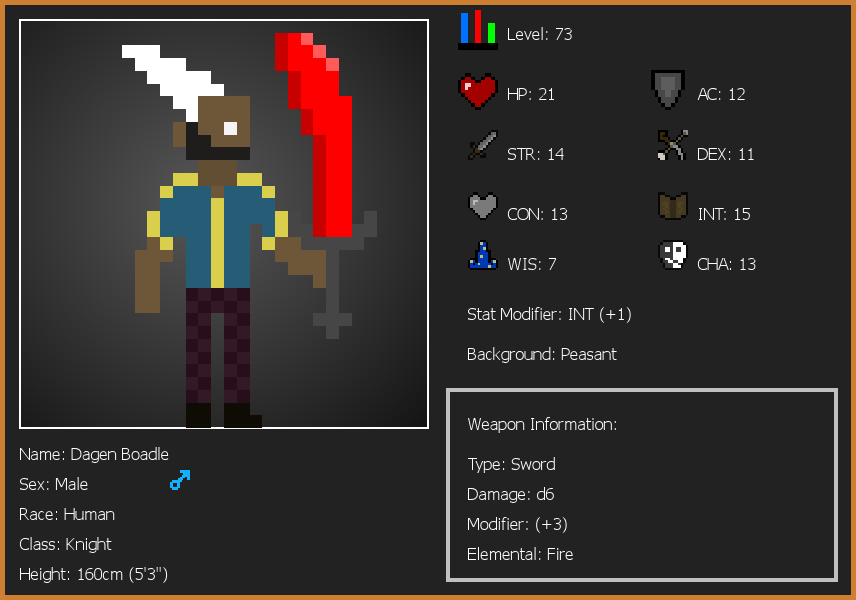 Level: 73
HP: 21
AC: 12
STR: 14
DEX: 11
CON: 13
INT: 15
WIS: 7
CHA: 13
Stat Modifier: INT (+1)
Background: Peasant
Weapon Information:
Type: Sword
Damage: d6
Modifier: (+3)
Elemental: Fire
Name: Dagen Boadle
Sex: Male
Race: Human
Class: Knight
Height: 160cm (5'3")